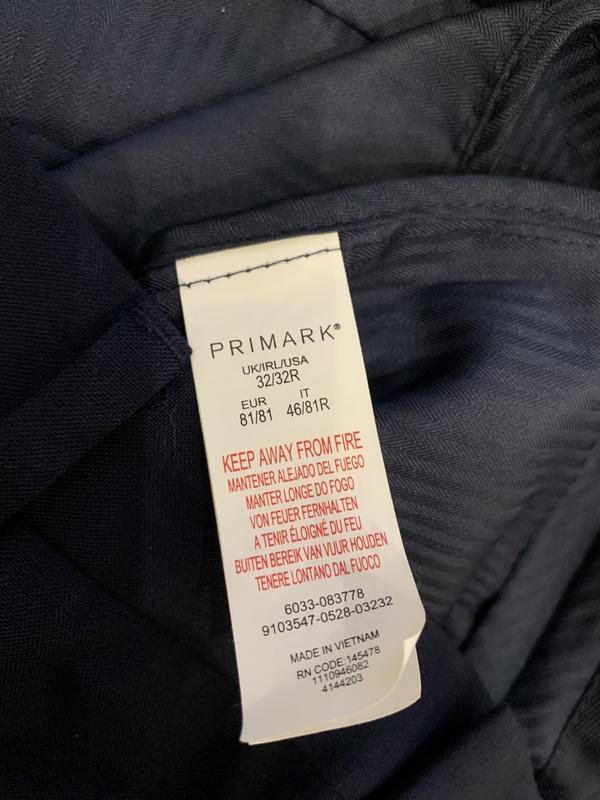 PRIMARK®
UK/IRL/USA
32/32R
EUR IT
81/81 46/81R
KEEP AWAY FROM FIRE
MANTENER ALEJADO DEL FUEGO
MANTER LONGE DO FOGO
VON FEUER FERNHALTEN
A TENIR ÉLOIGNÉ DU FEU
BUITEN BEREIK VAN VUUR HOUDEN
TENERE LONTANO DAL FUOCO
6033-083778
9103547-0528-03232
MADE IN VIETNAM
RN CODE:145478
1110946082
4144203